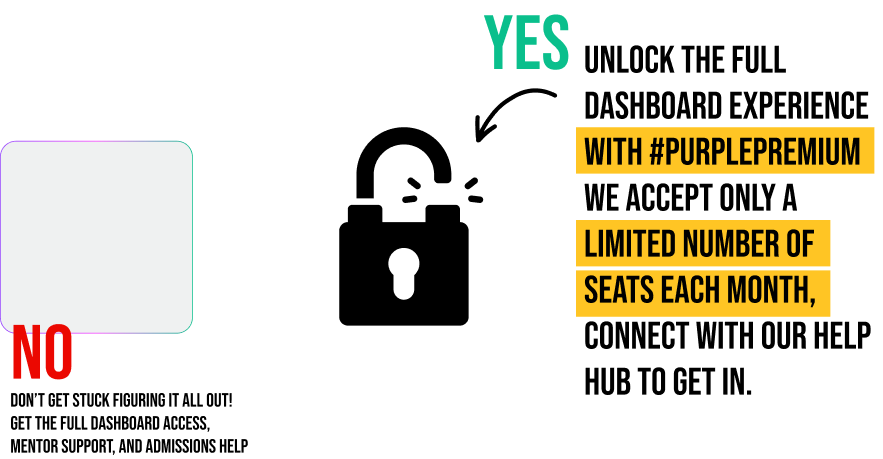 YES
UNLOCK THE FULL
DASHBOARD EXPERIENCE
WITH #PURPLEPREMIUM
WE ACCEPT ONLY A
LIMITED NUMBER OF
SEATS EACH MONTH,
CONNECT WITH OUR HELP
HUB TO GET IN.
NO
DON'T GET STUCK FIGURING IT ALL OUT!
GET THE FULL DASHBOARD ACCESS,
MENTOR SUPPORT, AND ADMISSIONS HELP